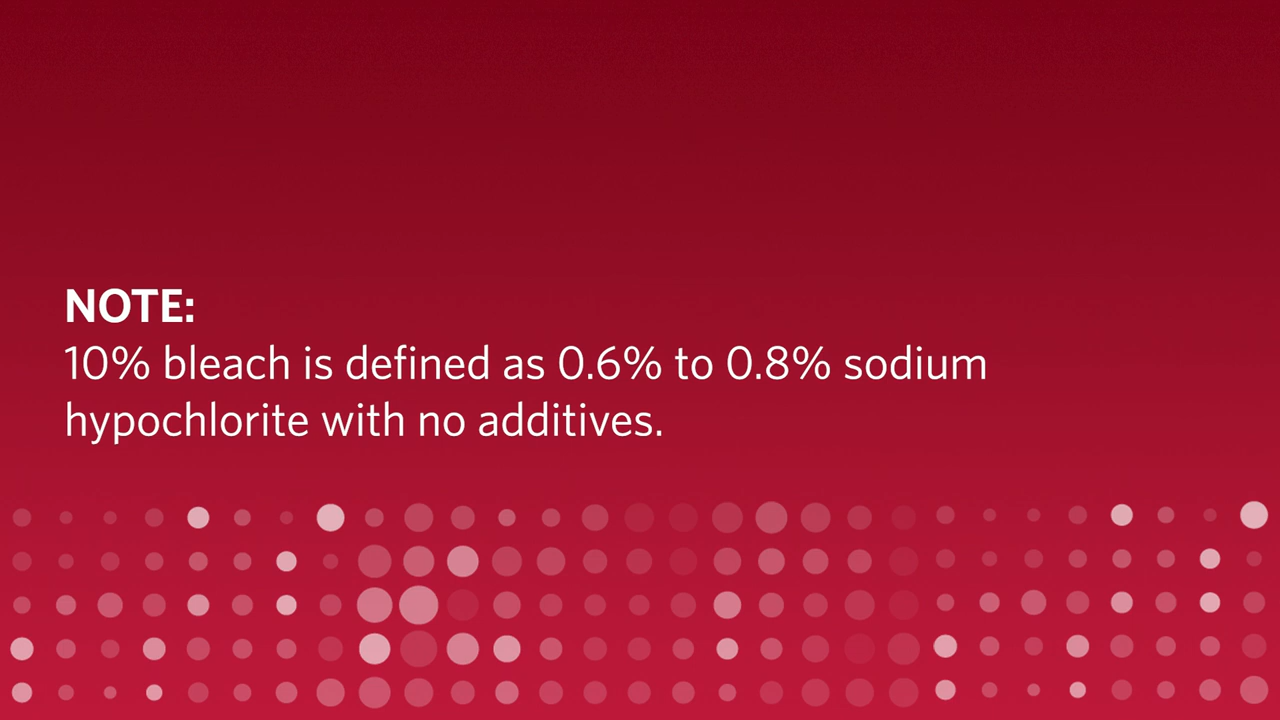 NOTE:
10% bleach is defined as 0.6% to 0.8% sodium
hypochlorite with no additives.